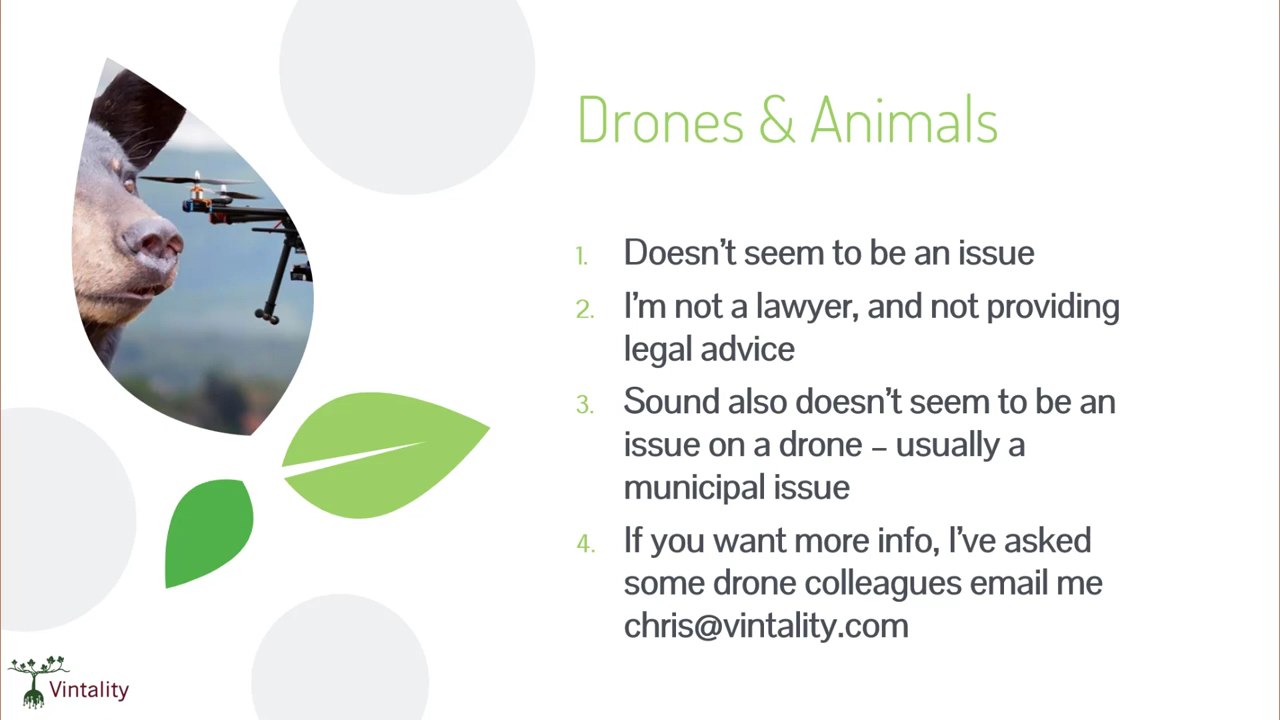 Drones & Animals
1. Doesn't seem to be an issue
2. I'm not a lawyer, and not providing
legal advice
3. Sound also doesn't seem to be an
issue on a drone – usually a
municipal issue
4. If you want more info, I've asked
some drone colleagues email me
chris@vintality.com
Vintality